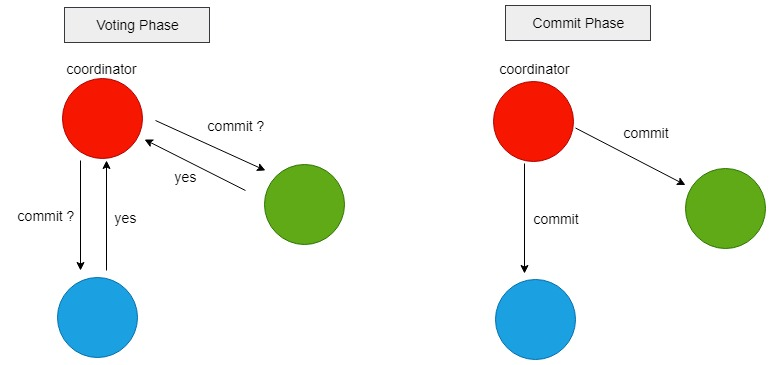 Voting Phase
coordinator
commit ?
yes
commit ?
yes
Commit Phase
coordinator
commit
commit